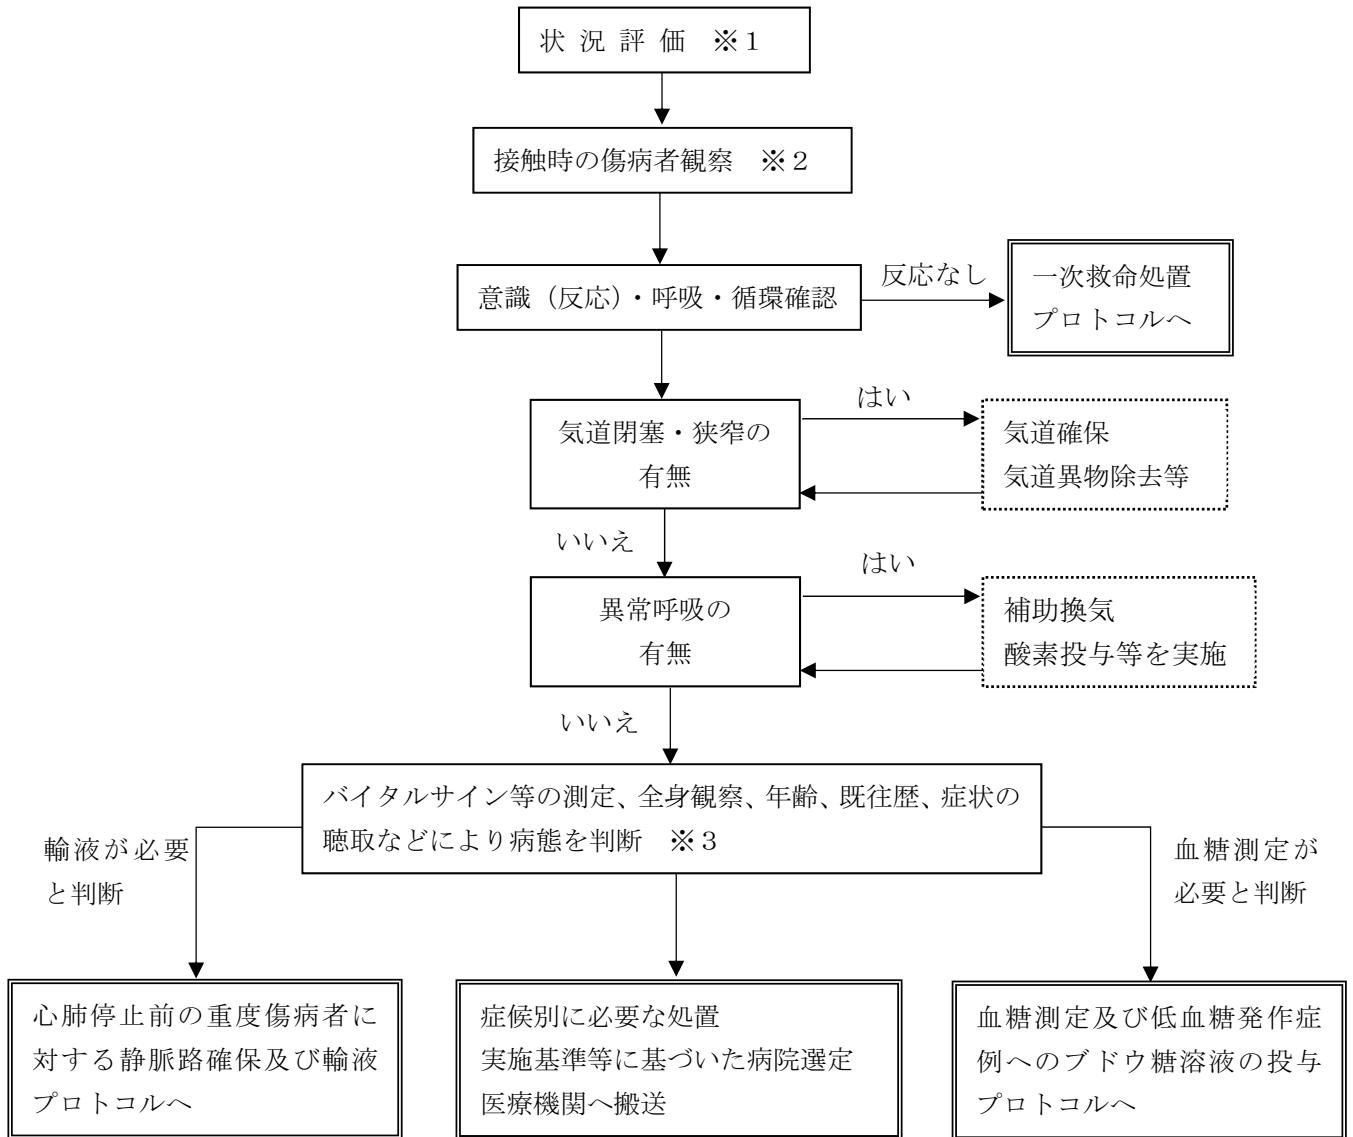 状況評価　※１
接触時の傷病者観察　※２
意識（反応）・呼吸・循環確認
反応なし
一次救命処置
プロトコルへ
気道閉塞・狭窄の
有無
はい
気道確保
気道異物除去等
いいえ
異常呼吸の
有無
はい
補助換気
酸素投与等を実施
いいえ
バイタルサイン等の測定、全身観察、年齢、既往歴、症状の
聴取などにより病態を判断　※３
輸液が必要
と判断
血糖測定が
必要と判断
心肺停止前の重度傷病者に
対する静脈路確保及び輸液
プロトコルへ
症候別に必要な処置
実施基準等に基づいた病院選定
医療機関へ搬送
血糖測定及び低血糖発作症
例へのブドウ糖溶液の投与
プロトコルへ